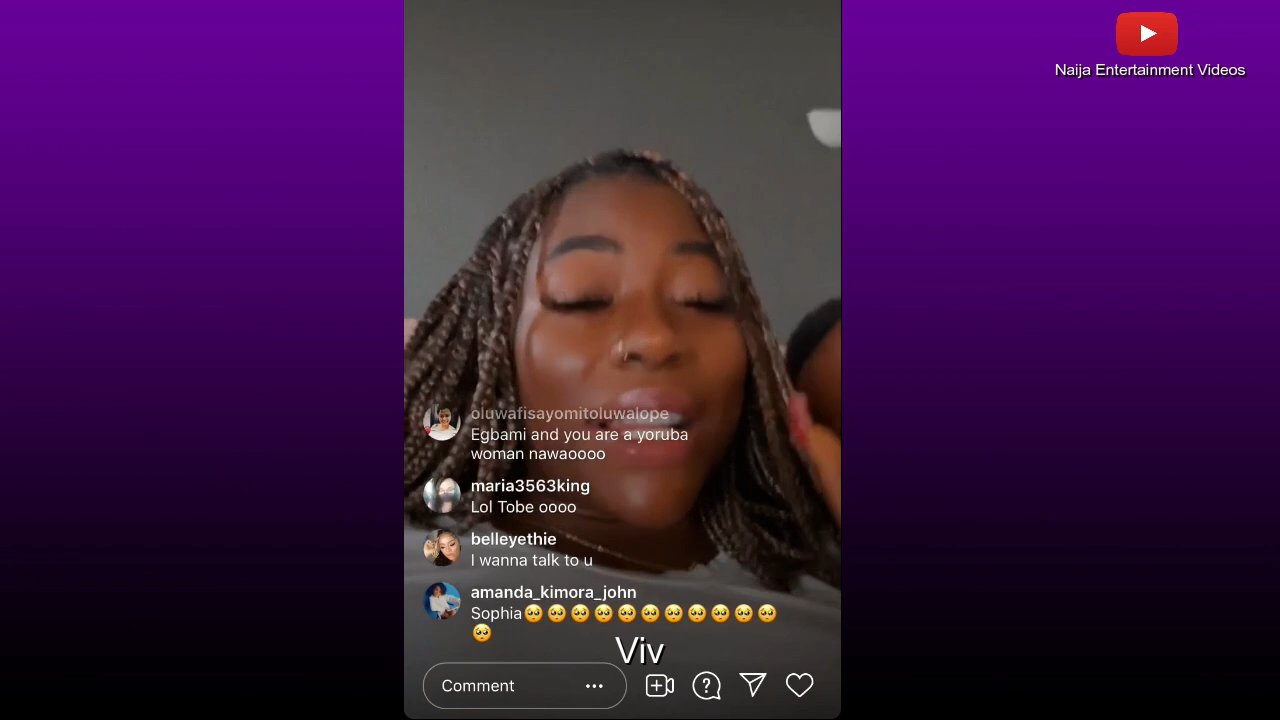 Naija Entertainment Videos
oluwafisayomitoluwalope
Egbami and you are a yoruba
woman nawaoooo
maria3563king
Lol Tobe oooo
belleyethie
I wanna talk to u
amanda_kimora_john
Sophia🥺🥺🥺🥺🥺🥺🥺🥺🥺🥺🥺
🥺
Viv
Comment